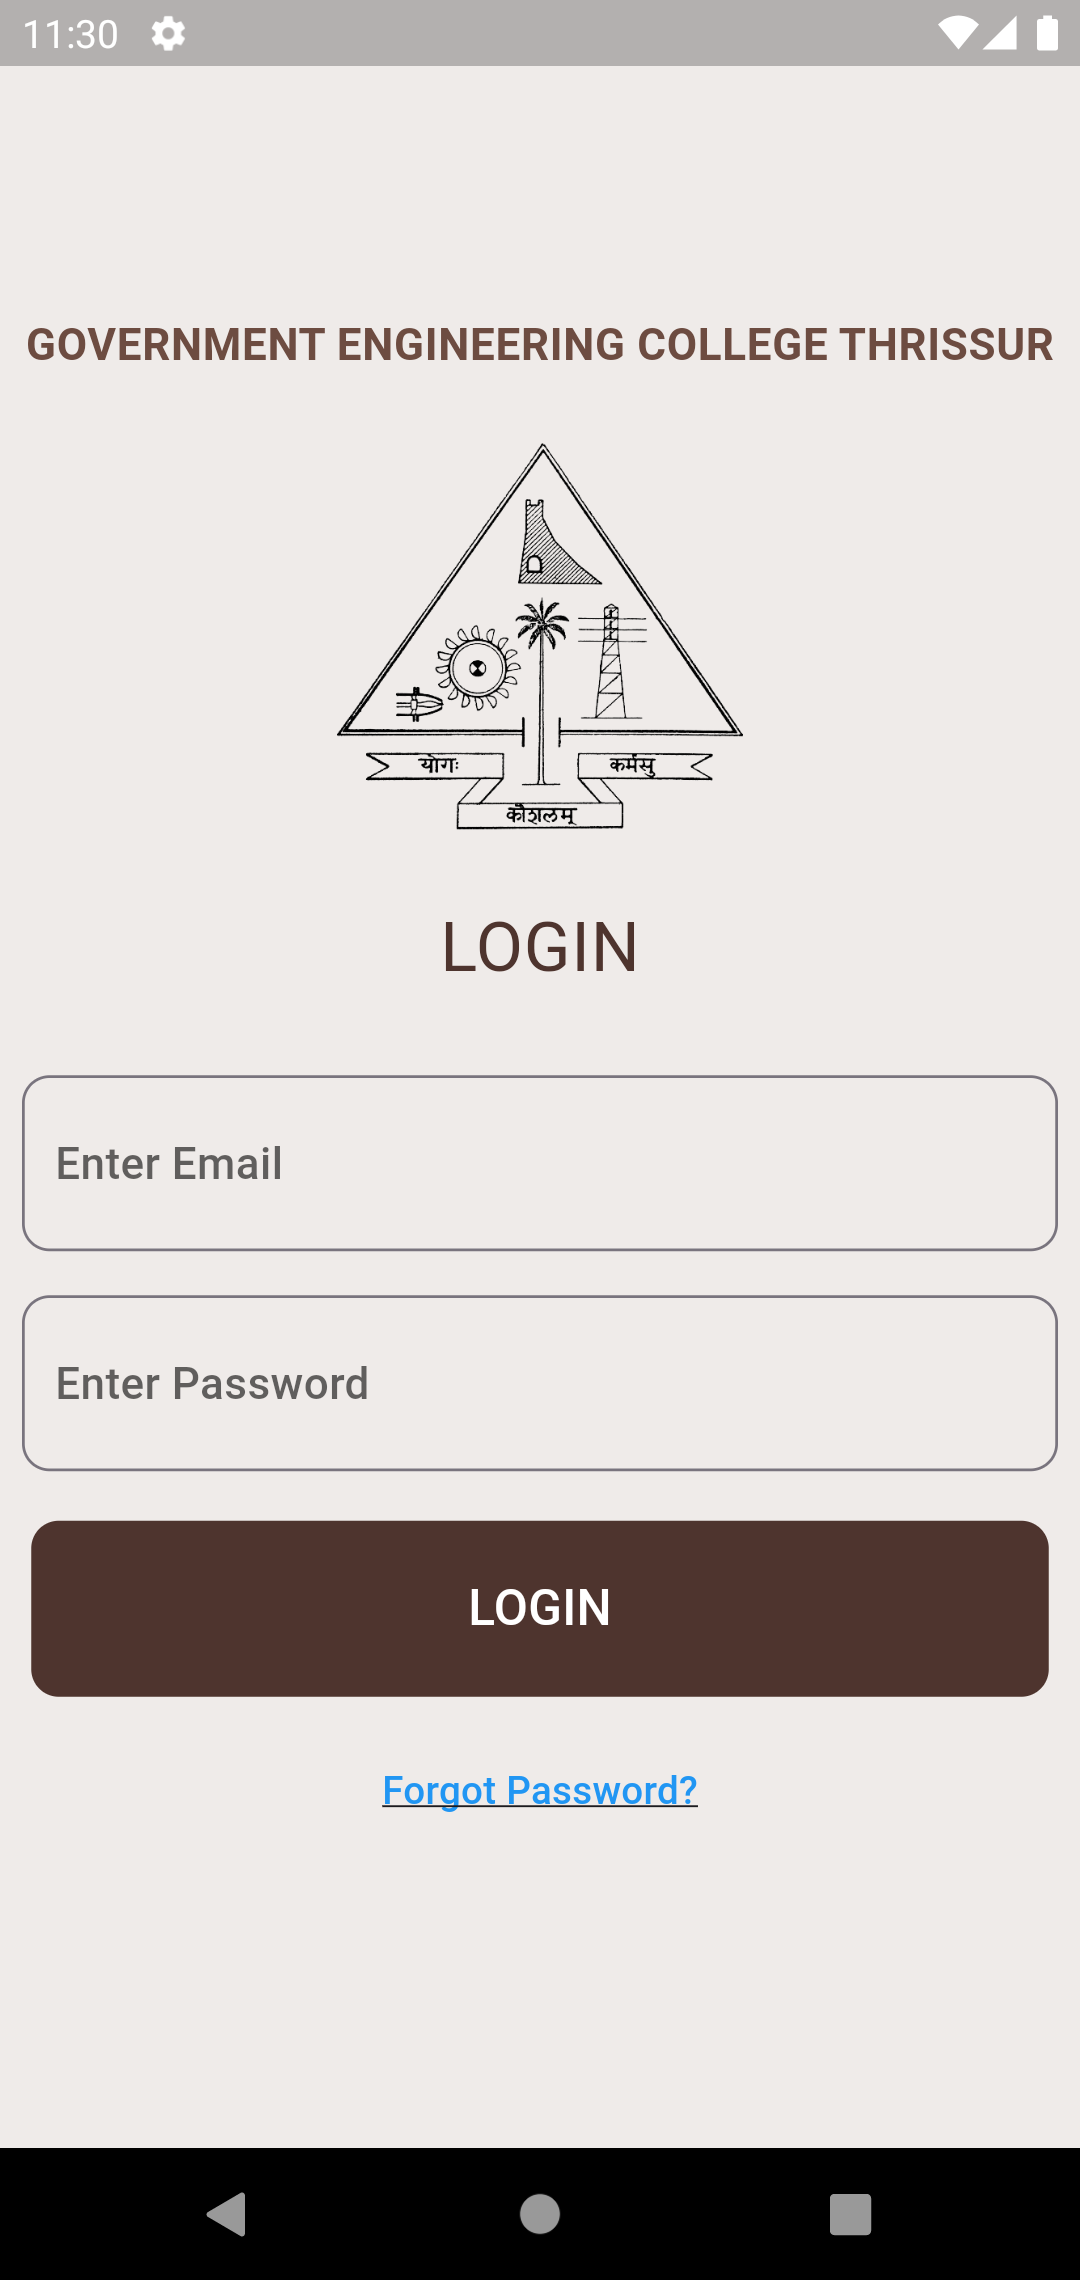 11:30
GOVERNMENT ENGINEERING COLLEGE THRISSUR
योगः कर्मसु
कौशलम्
LOGIN
Enter Email
Enter Password
LOGIN
Forgot Password?